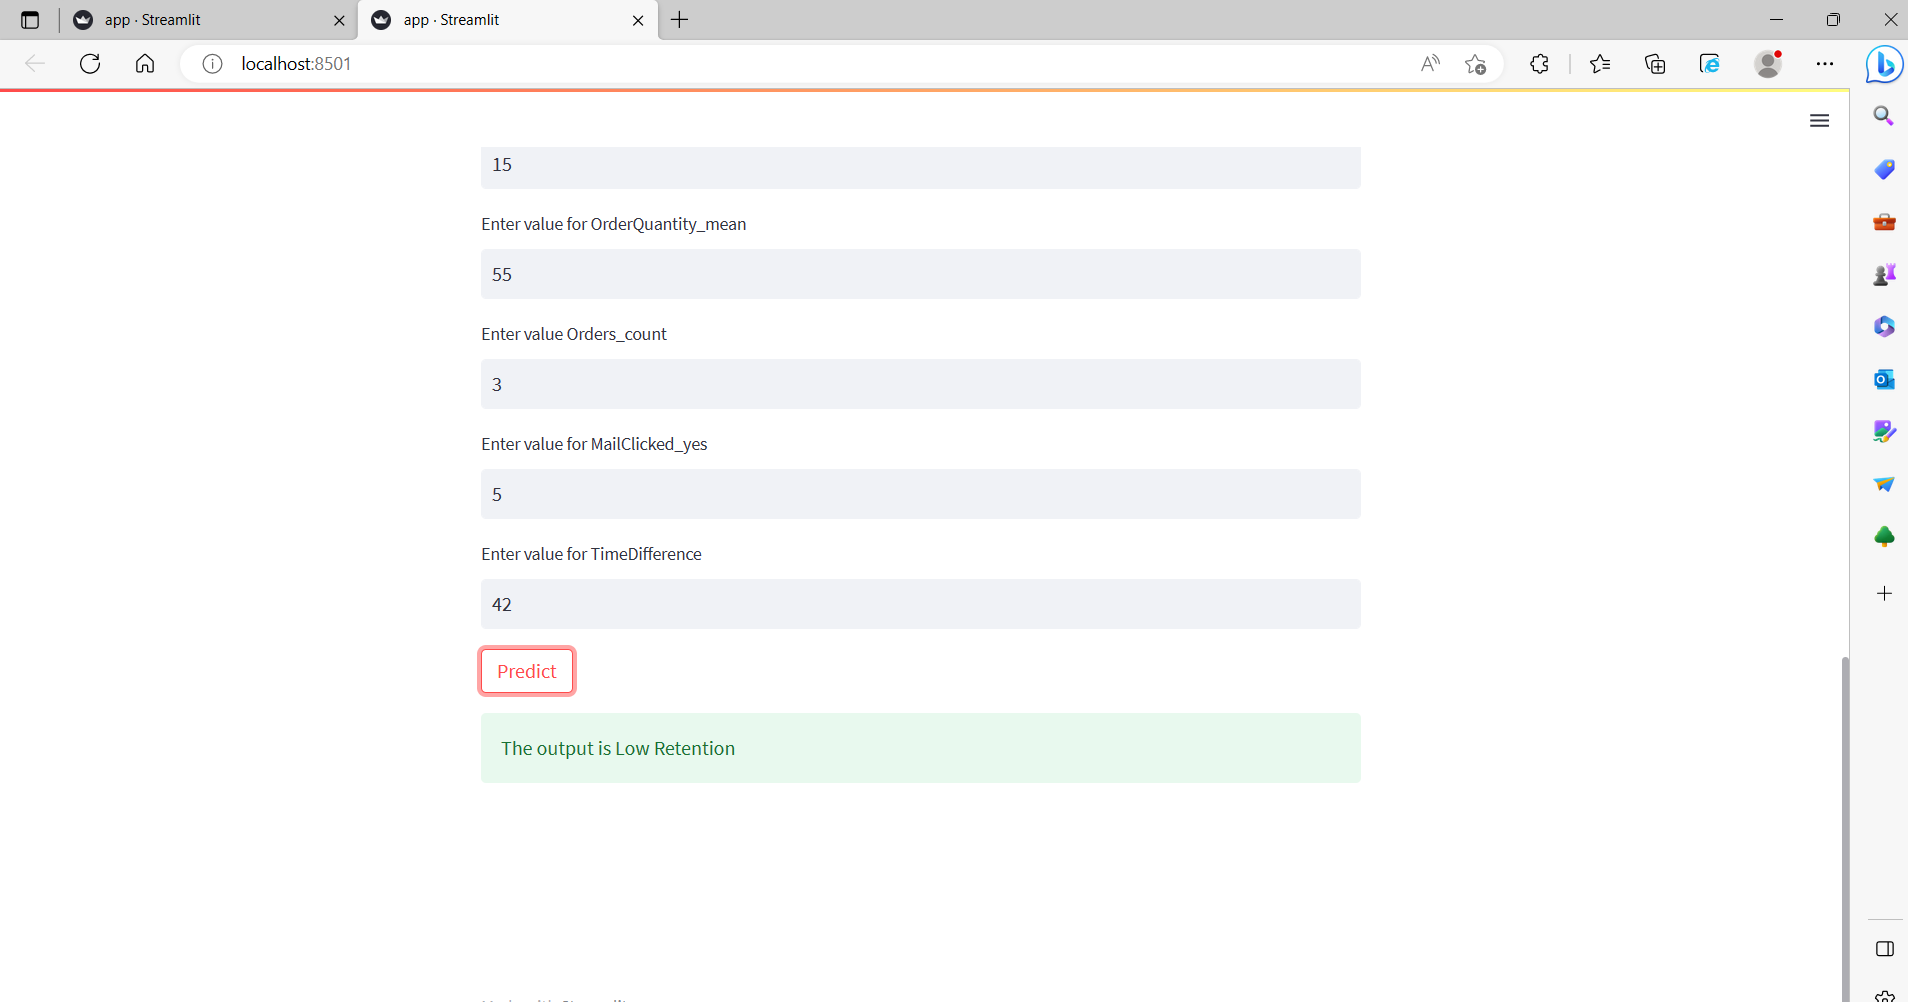 app · Streamlit
app · Streamlit
localhost:8501
15
Enter value for OrderQuantity_mean
55
Enter value Orders_count
3
Enter value for MailClicked_yes
5
Enter value for TimeDifference
42
Predict
The output is Low Retention